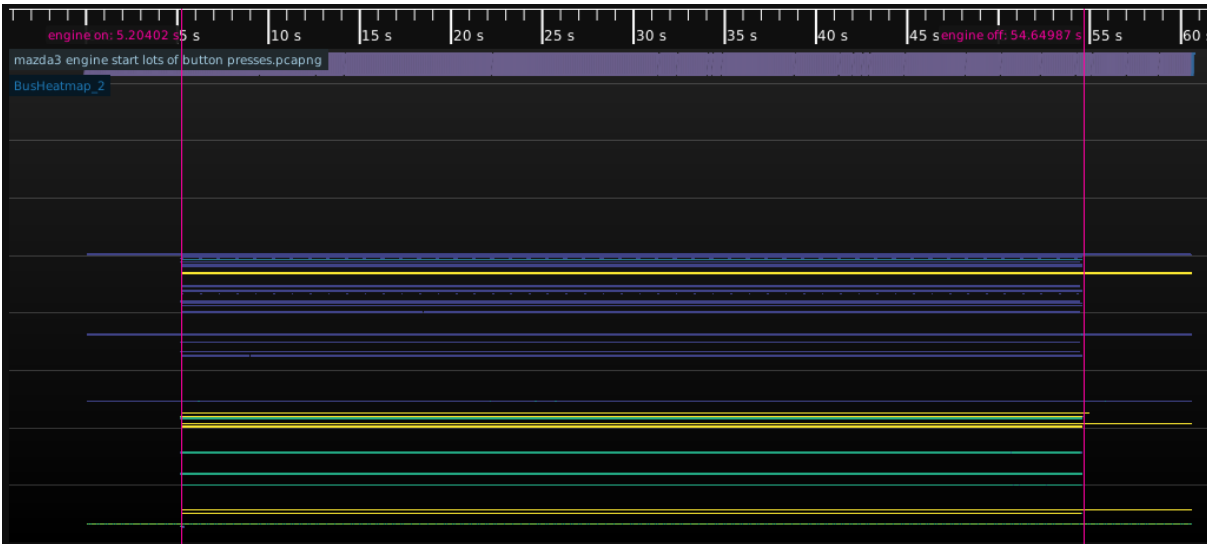 engine on: 5.20402 s 5 s 10 s 15 s 20 s 25 s 30 s 35 s 40 s 45 s engine off: 54.64987 s 55 s 60
mazda3 engine start lots of button presses.pcapng
BusHeatmap_2